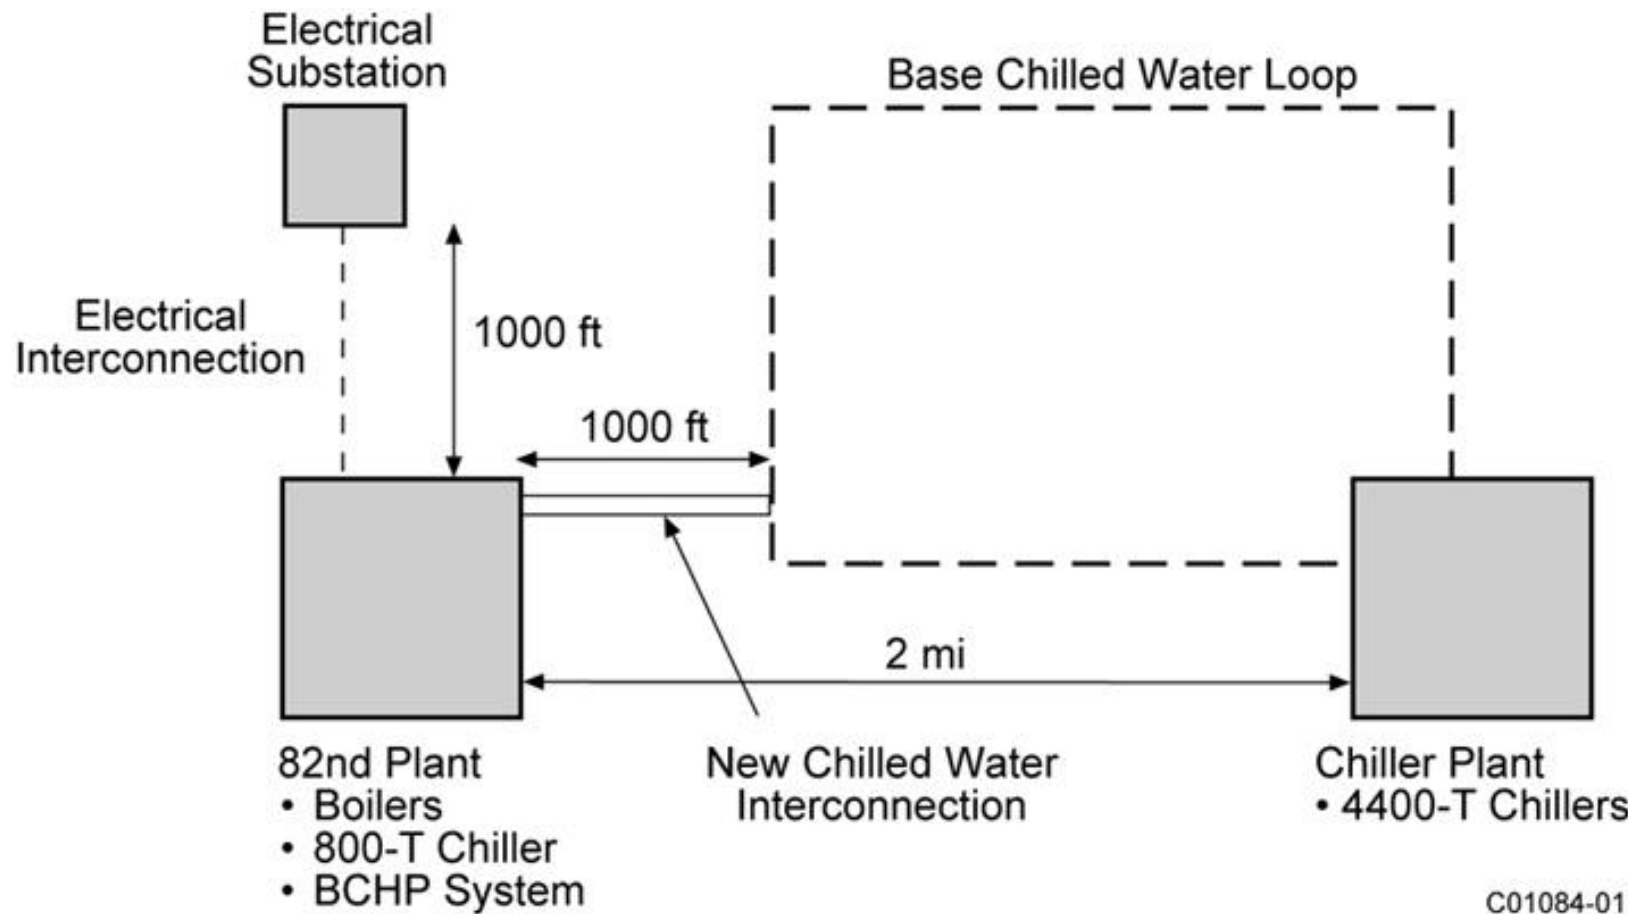 Electrical
Substation
Base Chilled Water Loop
Electrical
Interconnection
1000 ft
1000 ft
2 mi
82nd Plant
• Boilers
• 800-T Chiller
• BCHP System
New Chilled Water
Interconnection
Chiller Plant
• 4400-T Chillers
C01084-01